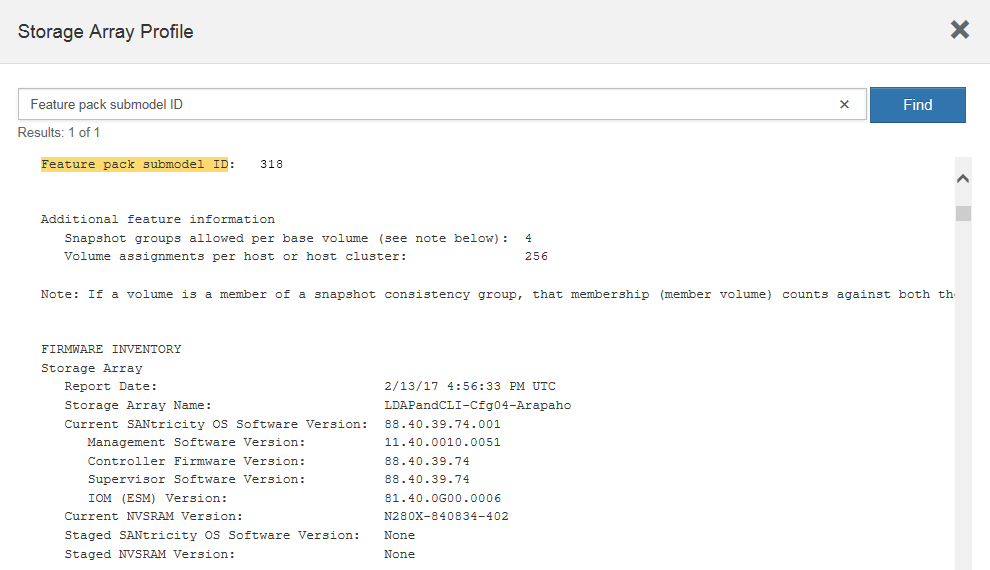 Storage Array Profile
Feature pack submodel ID
Find
Results: 1 of 1
Feature pack submodel ID: 318
Additional feature information
Snapshot groups allowed per base volume (see note below): 4
Volume assignments per host or host cluster: 256
Note: If a volume is a member of a snapshot consistency group, that membership (member volume) counts against both
FIRMWARE INVENTORY
Storage Array
Report Date: 2/13/17 4:56:33 PM UTC
Storage Array Name: LDAPandCLI-Cfg04-Arapaho
Current SANtricity OS Software Version: 88.40.39.74.001
Management Software Version: 11.40.0010.0051
Controller Firmware Version: 88.40.39.74
Supervisor Software Version: 88.40.39.74
IOM (ESM) Version: 81.40.0G00.0006
Current NVSRAM Version: N280X-840834-402
Staged SANtricity OS Software Version: None
Staged NVSRAM Version: None